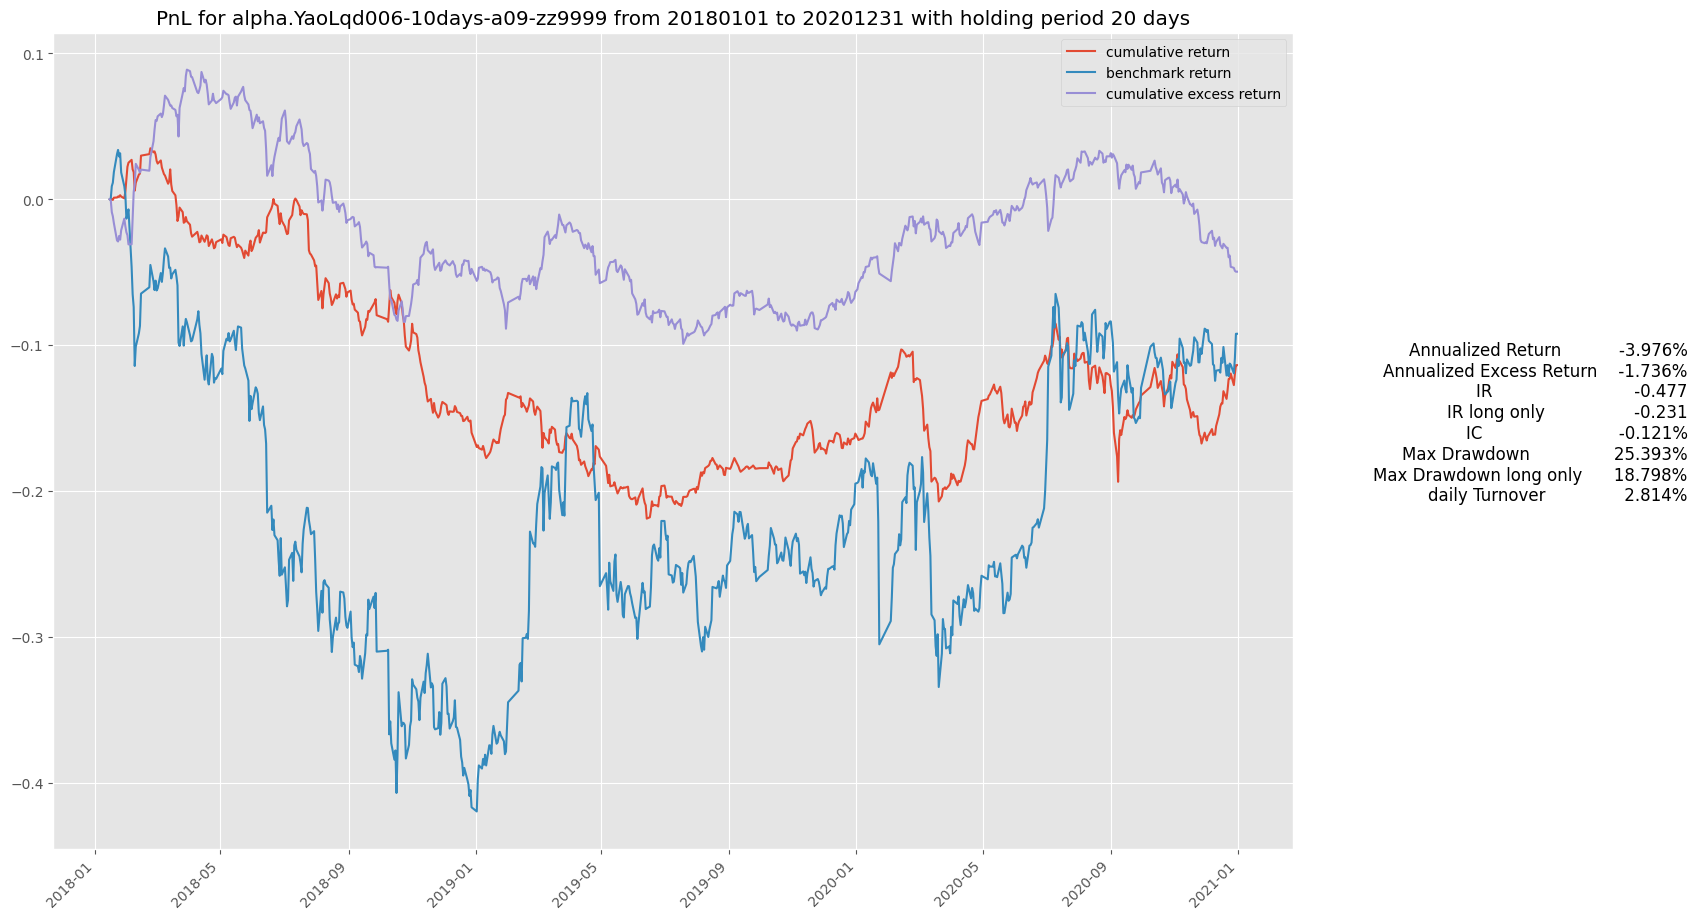 PnL for alpha.YaoLqd006-10days-a09-zz9999 from 20180101 to 20201231 with holding period 20 days
cumulative return
benchmark return
cumulative excess return
0.1
0.0
−0.1
−0.2
−0.3
−0.4
2018-01
2018-05
2018-09
2019-01
2019-05
2019-09
2020-01
2020-05
2020-09
2021-01
Annualized Return -3.976%
Annualized Excess Return -1.736%
IR -0.477
IR long only -0.231
IC -0.121%
Max Drawdown 25.393%
Max Drawdown long only 18.798%
daily Turnover 2.814%